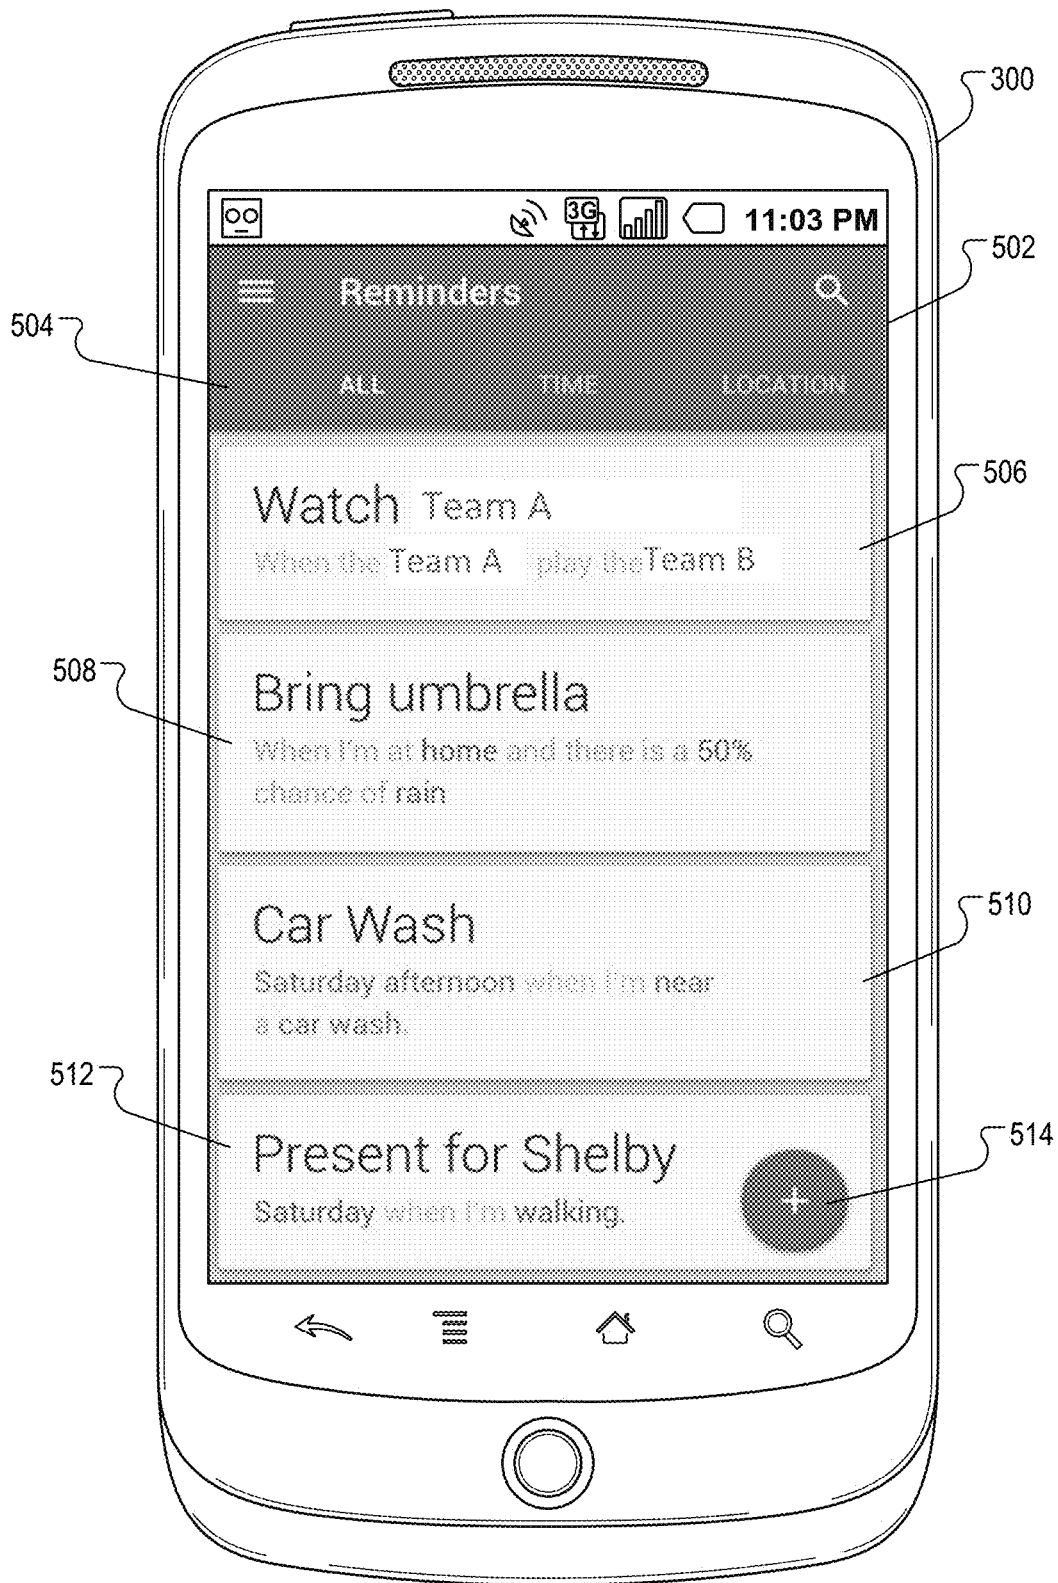 300
3G 11:03 PM
502
Reminders
504
ALL TIME LOCATION
506
Watch Team A
When the Team A play the Team B
508
Bring umbrella
When I'm at home and there is a 50%
chance of rain
510
Car Wash
Saturday afternoon when I'm near
a car wash.
512
514
Present for Shelby
+
Saturday when I'm walking.